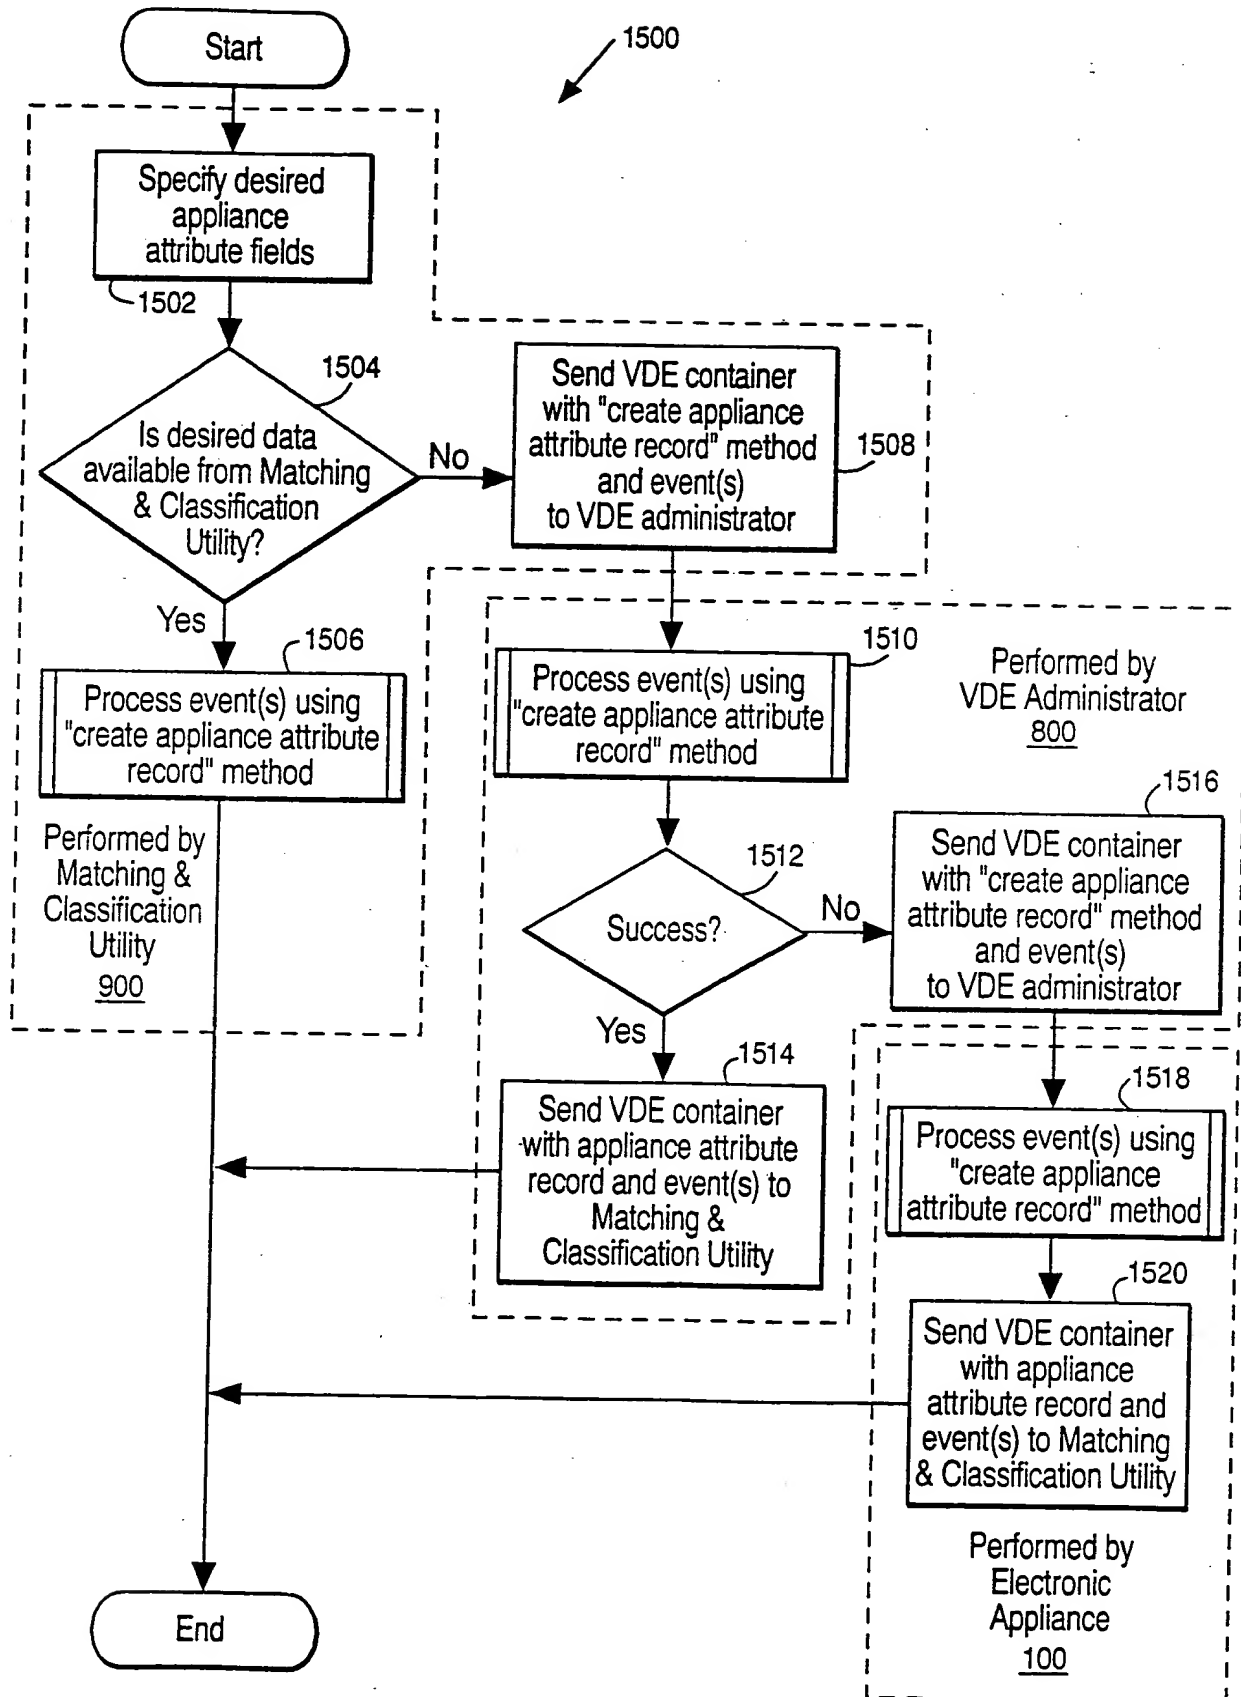 Start
1500
Specify desired
appliance
attribute fields
1502
1504
Is desired data
available from Matching
& Classification
Utility?
No
Yes
Send VDE container
with "create appliance
attribute record" method
and event(s)
to VDE administrator
1508
1506
Process event(s) using
"create appliance attribute
record" method
Performed by
Matching &
Classification
Utility
900
1510
Process event(s) using
"create appliance attribute
record" method
Performed by
VDE Administrator
800
1512
Success?
No
Yes
1516
Send VDE container
with "create appliance
attribute record" method
and event(s)
to VDE administrator
1514
Send VDE container
with appliance attribute
record and event(s) to
Matching &
Classification Utility
1518
Process event(s) using
"create appliance
attribute record" method
1520
Send VDE container
with appliance
attribute record and
event(s) to Matching
& Classification Utility
Performed by
Electronic
Appliance
100
End